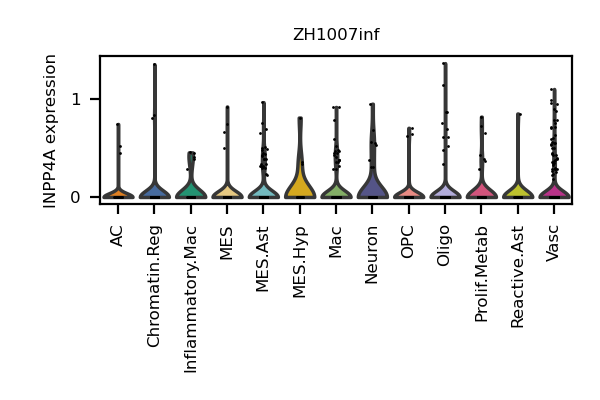 ZH1007inf
INPP4A expression
1
0
AC
Chromatin.Reg
Inflammatory.Mac
MES
MES.Ast
MES.Hyp
Mac
Neuron
OPC
Oligo
Prolif.Metab
Reactive.Ast
Vasc